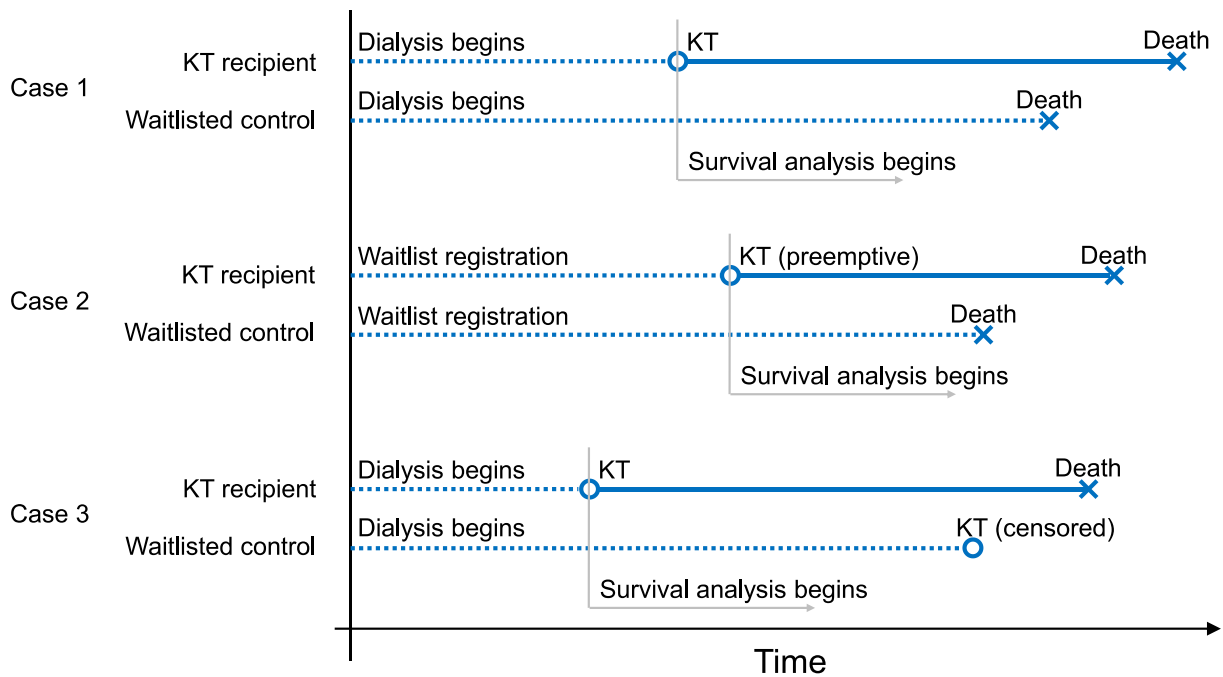 Dialysis begins
KT
Death
KT recipient
Case 1
Dialysis begins
Death
Waitlisted control
Survival analysis begins
Waitlist registration
KT (preemptive)
Death
KT recipient
Case 2
Waitlist registration
Death
Waitlisted control
Survival analysis begins
Dialysis begins
KT
Death
KT recipient
Case 3
Dialysis begins
KT (censored)
Waitlisted control
Survival analysis begins
Time